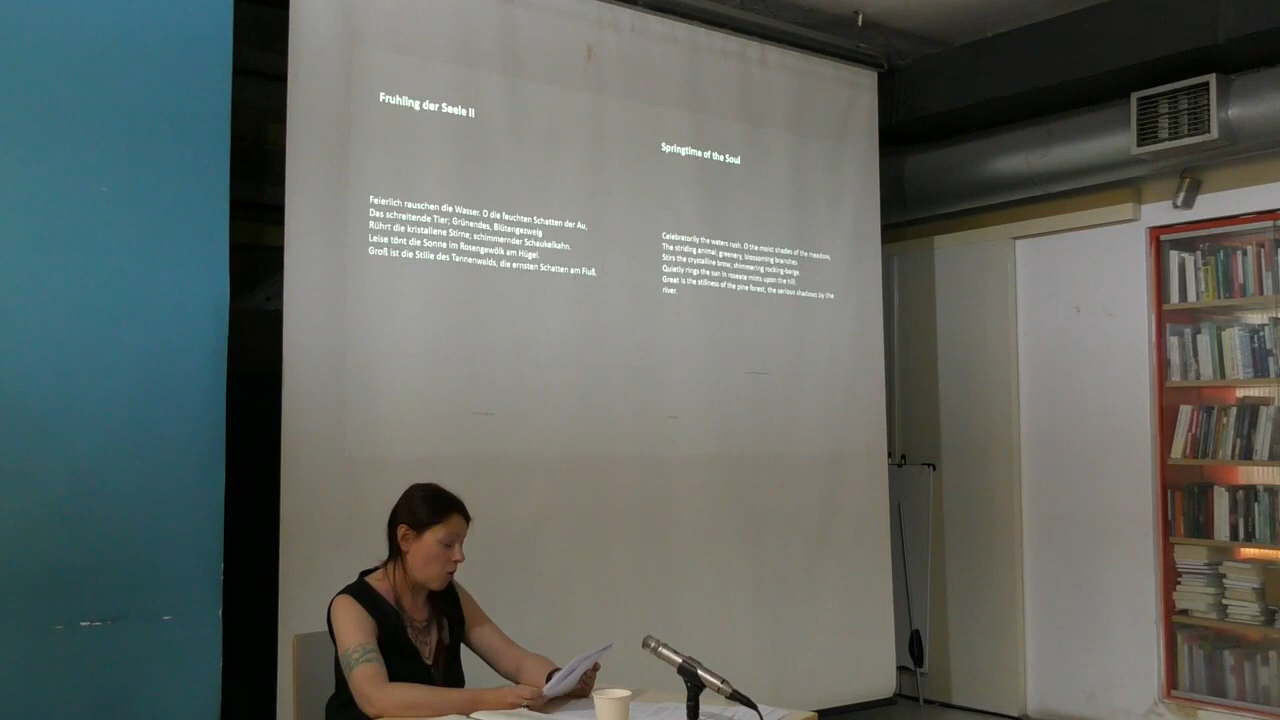 Fruhling der Seele II
Feierlich rauschen die Wasser. O die feuchten Schatten der Au,
Das schreitende Tier; Grünendes, Blütengezweig
Rührt die kristallene Stirne; schimmernder Schaukelkahn.
Leise tönt die Sonne im Rosengewölk am Hügel.
Groß ist die Stille des Tannenwalds, die ernsten Schatten am Fluß.
Springtime of the Soul
Celebratorily the waters rush. O the moist shades of the meadow,
The striding animal; greenery, blossoming branches
Stirs the crystalline brow; shimmering rocking-barge.
Quietly rings the sun in roseate mists upon the hill.
Great is the stillness of the pine forest, the serious shadows by the
river.